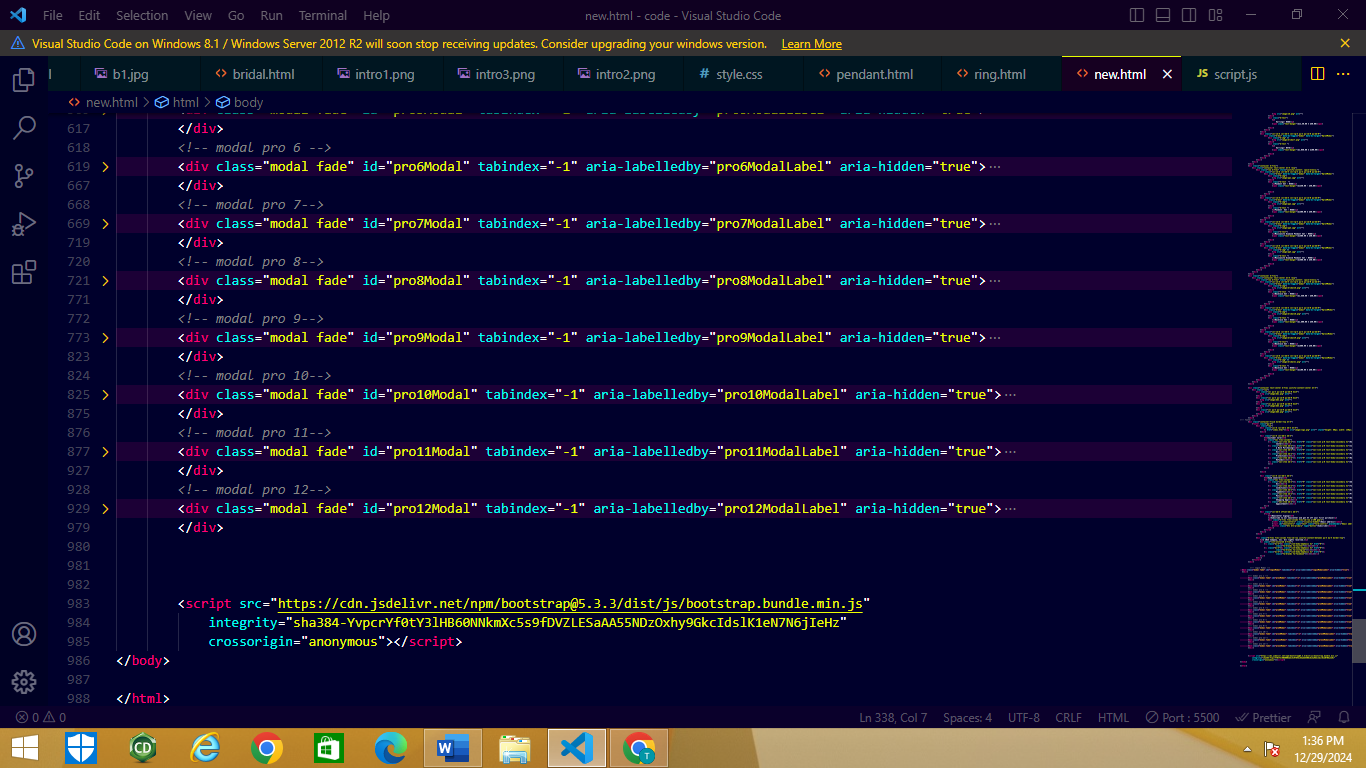 File Edit Selection View Go Run Terminal Help new.html - code - Visual Studio Code
Visual Studio Code on Windows 8.1 / Windows Server 2012 R2 will soon stop receiving updates. Consider upgrading your windows version. Learn More
b1.jpg bridal.html intro1.png intro3.png intro2.png # style.css pendant.html ring.html new.html JS script.js
new.html > html > body
617 </div>
618 <!-- modal pro 6 -->
619 <div class="modal fade" id="pro6Modal" tabindex="-1" aria-labelledby="pro6ModalLabel" aria-hidden="true">···
667 </div>
668 <!-- modal pro 7-->
669 <div class="modal fade" id="pro7Modal" tabindex="-1" aria-labelledby="pro7ModalLabel" aria-hidden="true">···
719 </div>
720 <!-- modal pro 8-->
721 <div class="modal fade" id="pro8Modal" tabindex="-1" aria-labelledby="pro8ModalLabel" aria-hidden="true">···
771 </div>
772 <!-- modal pro 9-->
773 <div class="modal fade" id="pro9Modal" tabindex="-1" aria-labelledby="pro9ModalLabel" aria-hidden="true">···
823 </div>
824 <!-- modal pro 10-->
825 <div class="modal fade" id="pro10Modal" tabindex="-1" aria-labelledby="pro10ModalLabel" aria-hidden="true">···
875 </div>
876 <!-- modal pro 11-->
877 <div class="modal fade" id="pro11Modal" tabindex="-1" aria-labelledby="pro11ModalLabel" aria-hidden="true">···
927 </div>
928 <!-- modal pro 12-->
929 <div class="modal fade" id="pro12Modal" tabindex="-1" aria-labelledby="pro12ModalLabel" aria-hidden="true">···
979 </div>
980
981
982
983 <script src="https://cdn.jsdelivr.net/npm/bootstrap@5.3.3/dist/js/bootstrap.bundle.min.js"
984 integrity="sha384-YvpcrYf0tY3lHB60NNkmXc5s9fDVZLESaAA55NDzOxhy9GkcIdslK1eN7N6jIeHz"
985 crossorigin="anonymous"></script>
986 </body>
987
988 </html>
0 0 Ln 338, Col 7 Spaces: 4 UTF-8 CRLF HTML Port : 5500 Prettier
CD W T
1:36 PM
12/29/2024